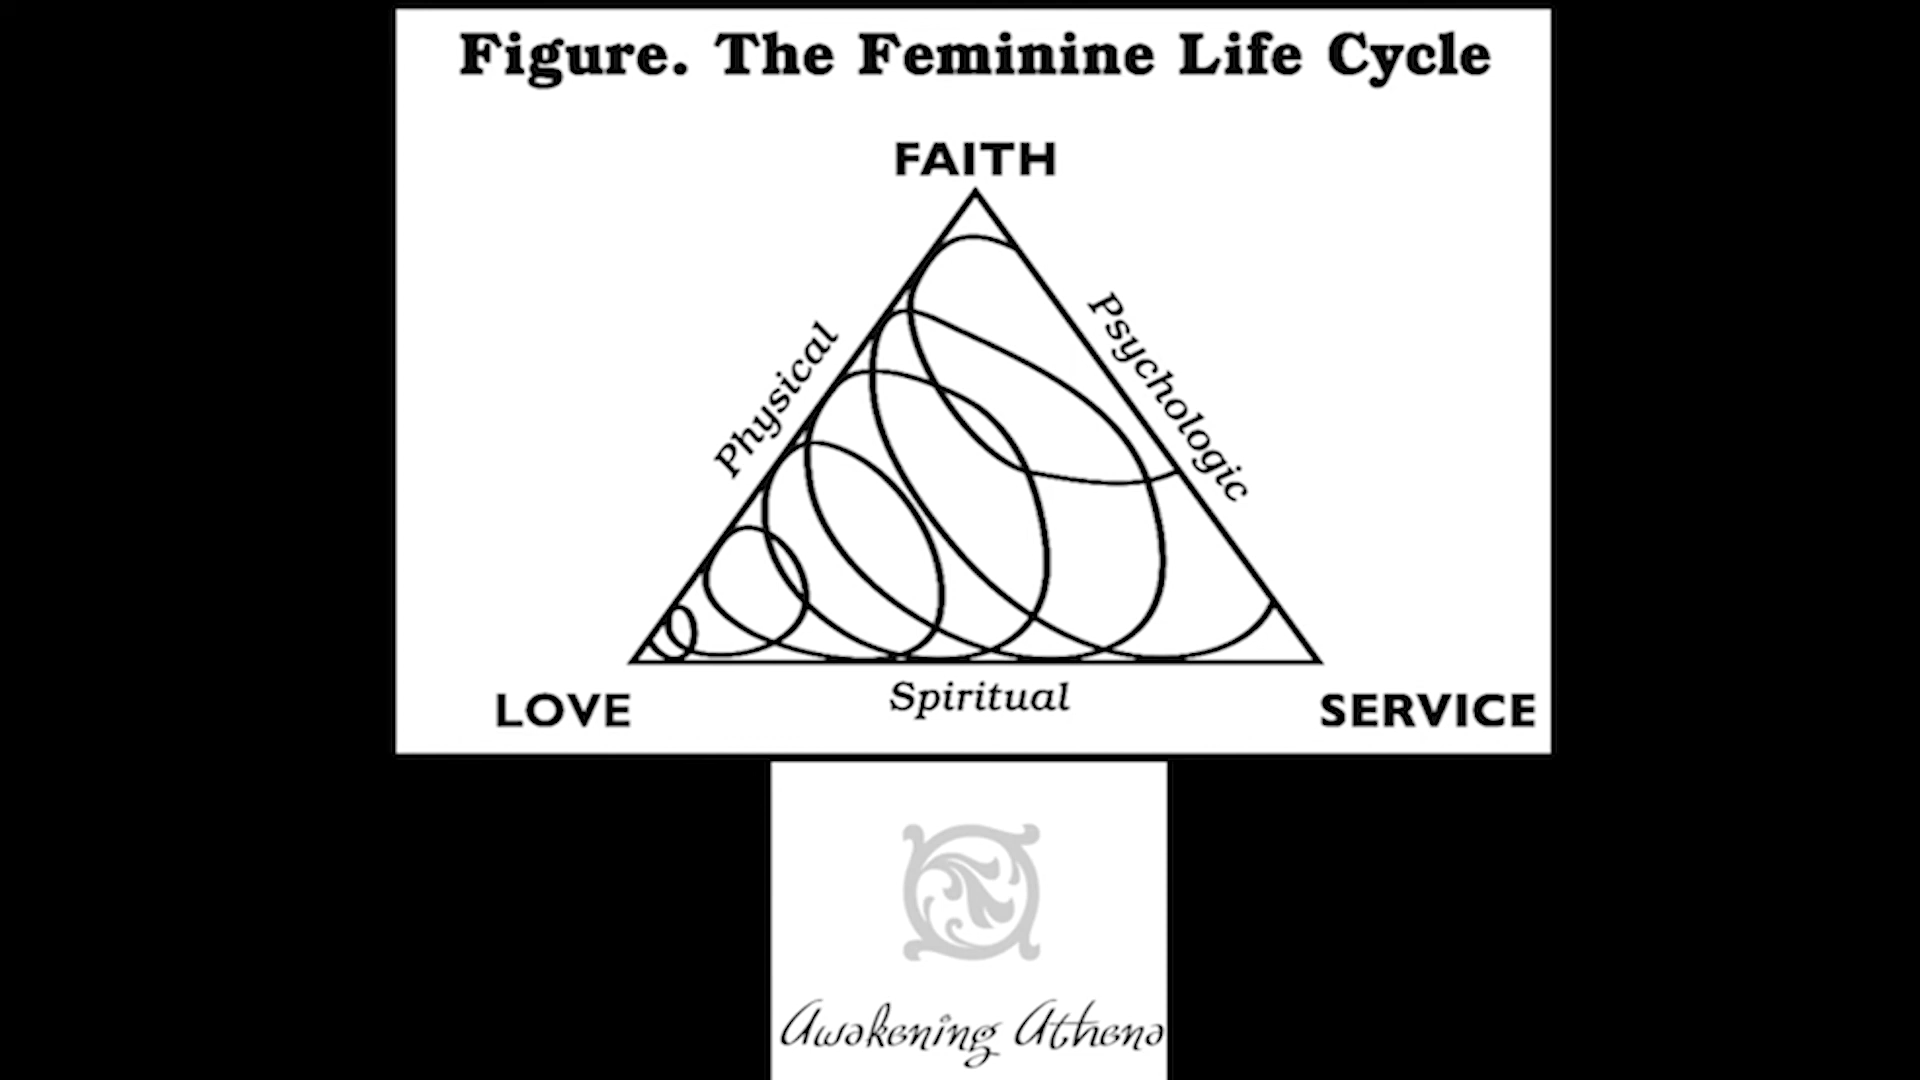 Figure. The Feminine Life Cycle
FAITH
Physical
Psychologic
Spiritual
LOVE
SERVICE
Awakening Athena